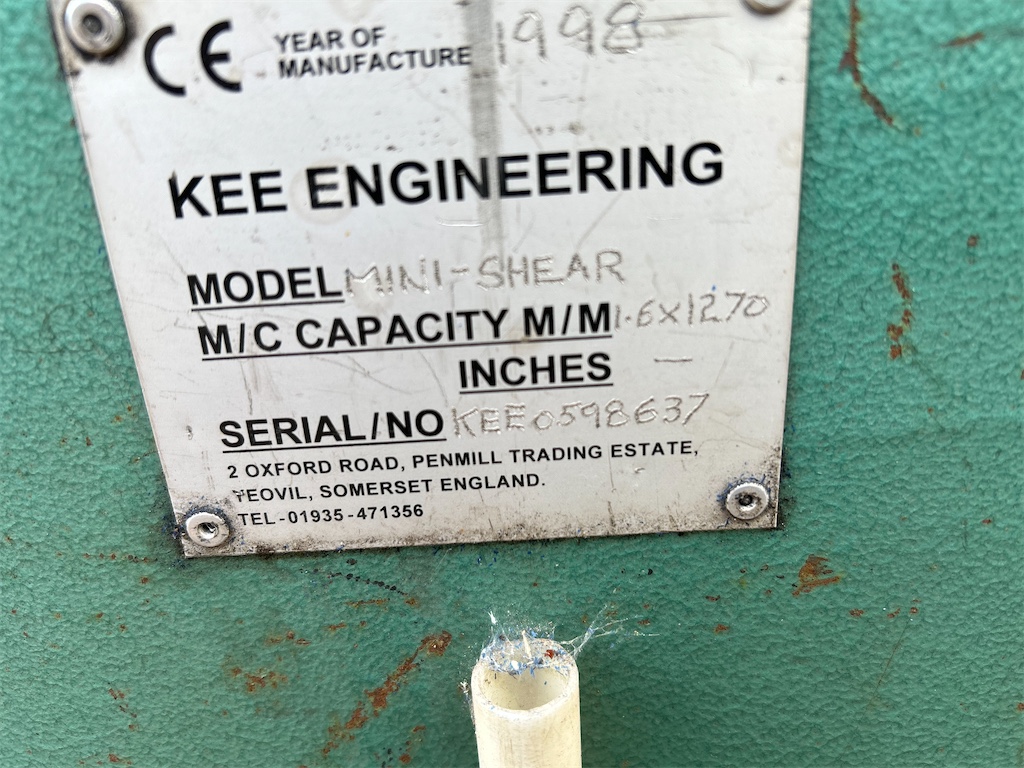 CE YEAR OF 1998
MANUFACTURE
KEE ENGINEERING
MODEL MINI-SHEAR
M/C CAPACITY M/M 1.6X1270
INCHES —
SERIAL/NO KEE0598637
2 OXFORD ROAD, PENMILL TRADING ESTATE,
YEOVIL, SOMERSET ENGLAND.
TEL-01935-471356